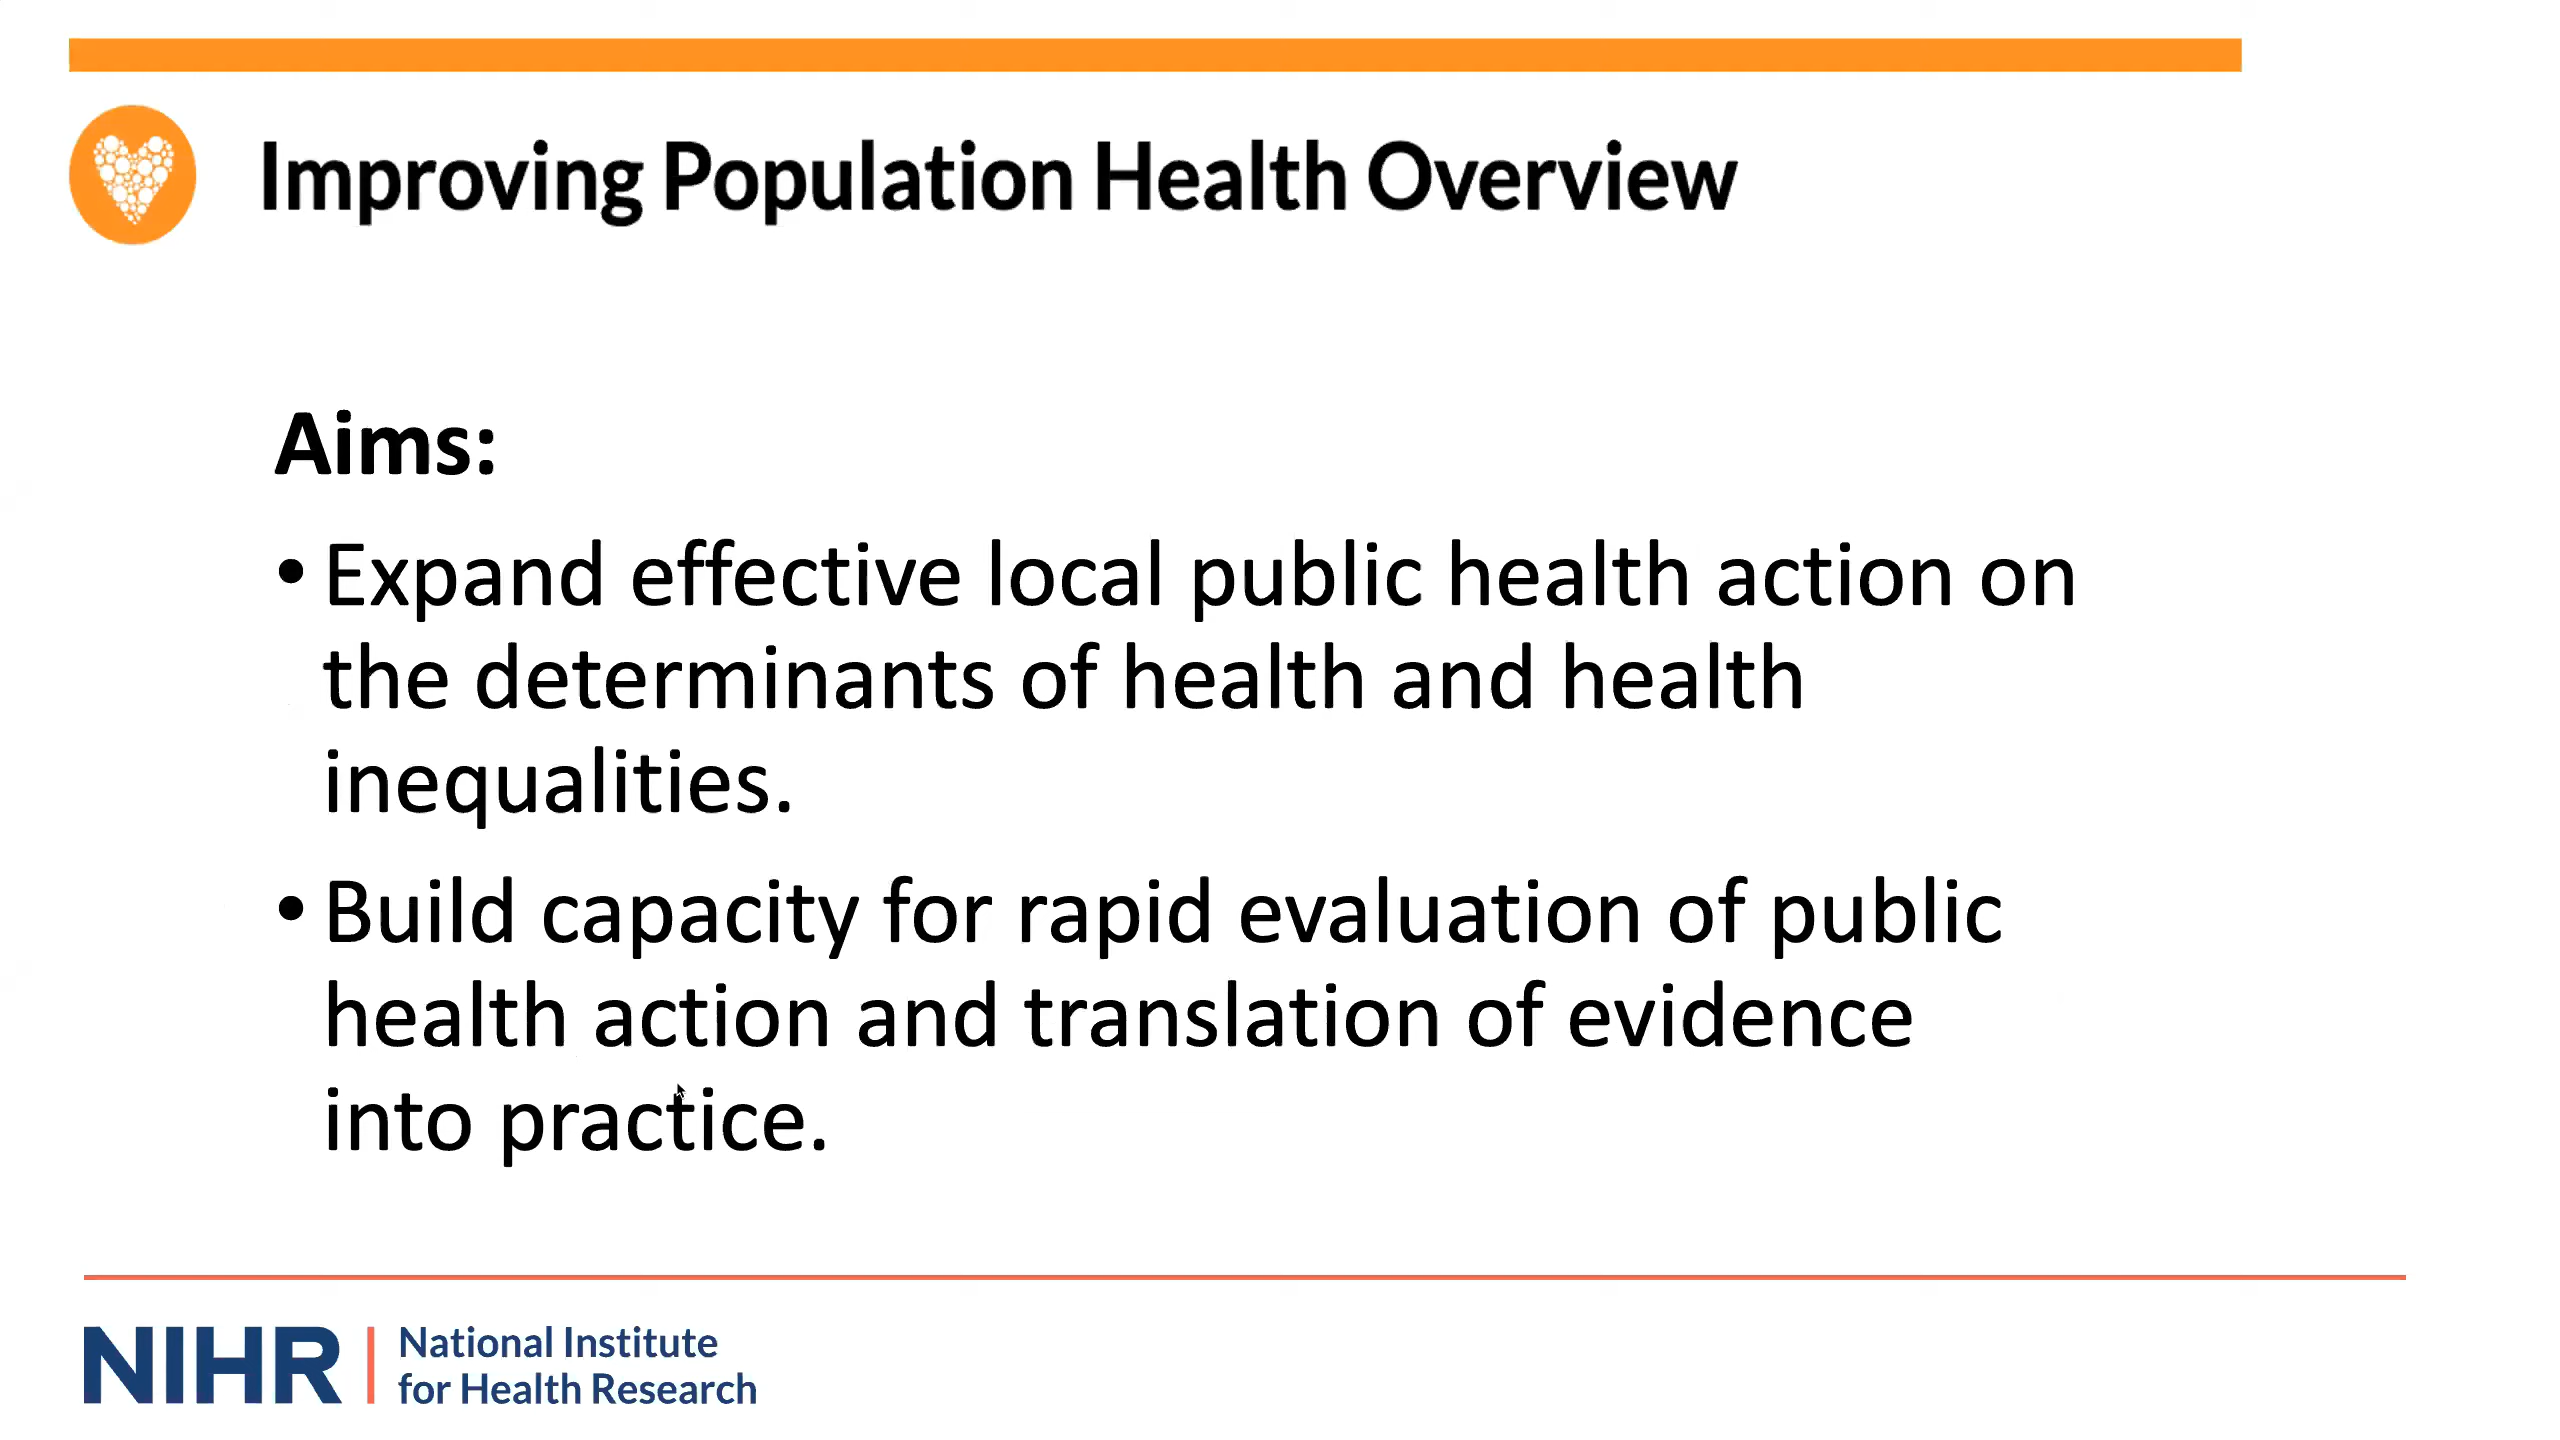 Improving Population Health Overview
Aims:
• Expand effective local public health action on
the determinants of health and health
inequalities.
• Build capacity for rapid evaluation of public
health action and translation of evidence
into practice.
NIHR
National Institute
for Health Research